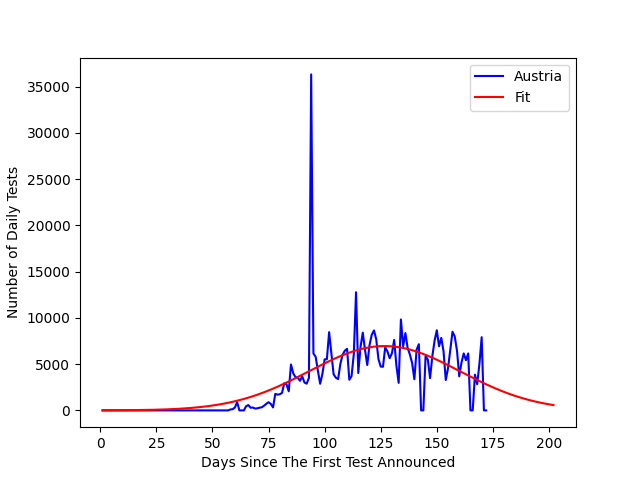 Austria
Fit
35000
30000
25000
20000
15000
10000
5000
0
Number of Daily Tests
0 25 50 75 100 125 150 175 200
Days Since The First Test Announced